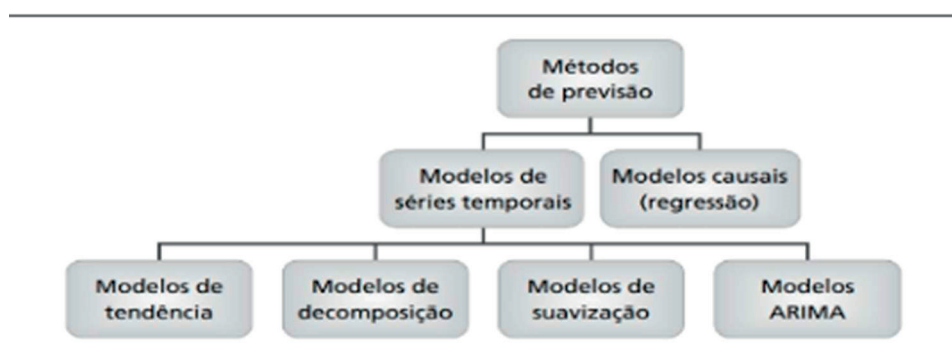 Métodos
de previsão
Modelos de
séries temporais
Modelos causais
(regressão)
Modelos de
tendência
Modelos de
decomposição
Modelos de
suavização
Modelos
ARIMA